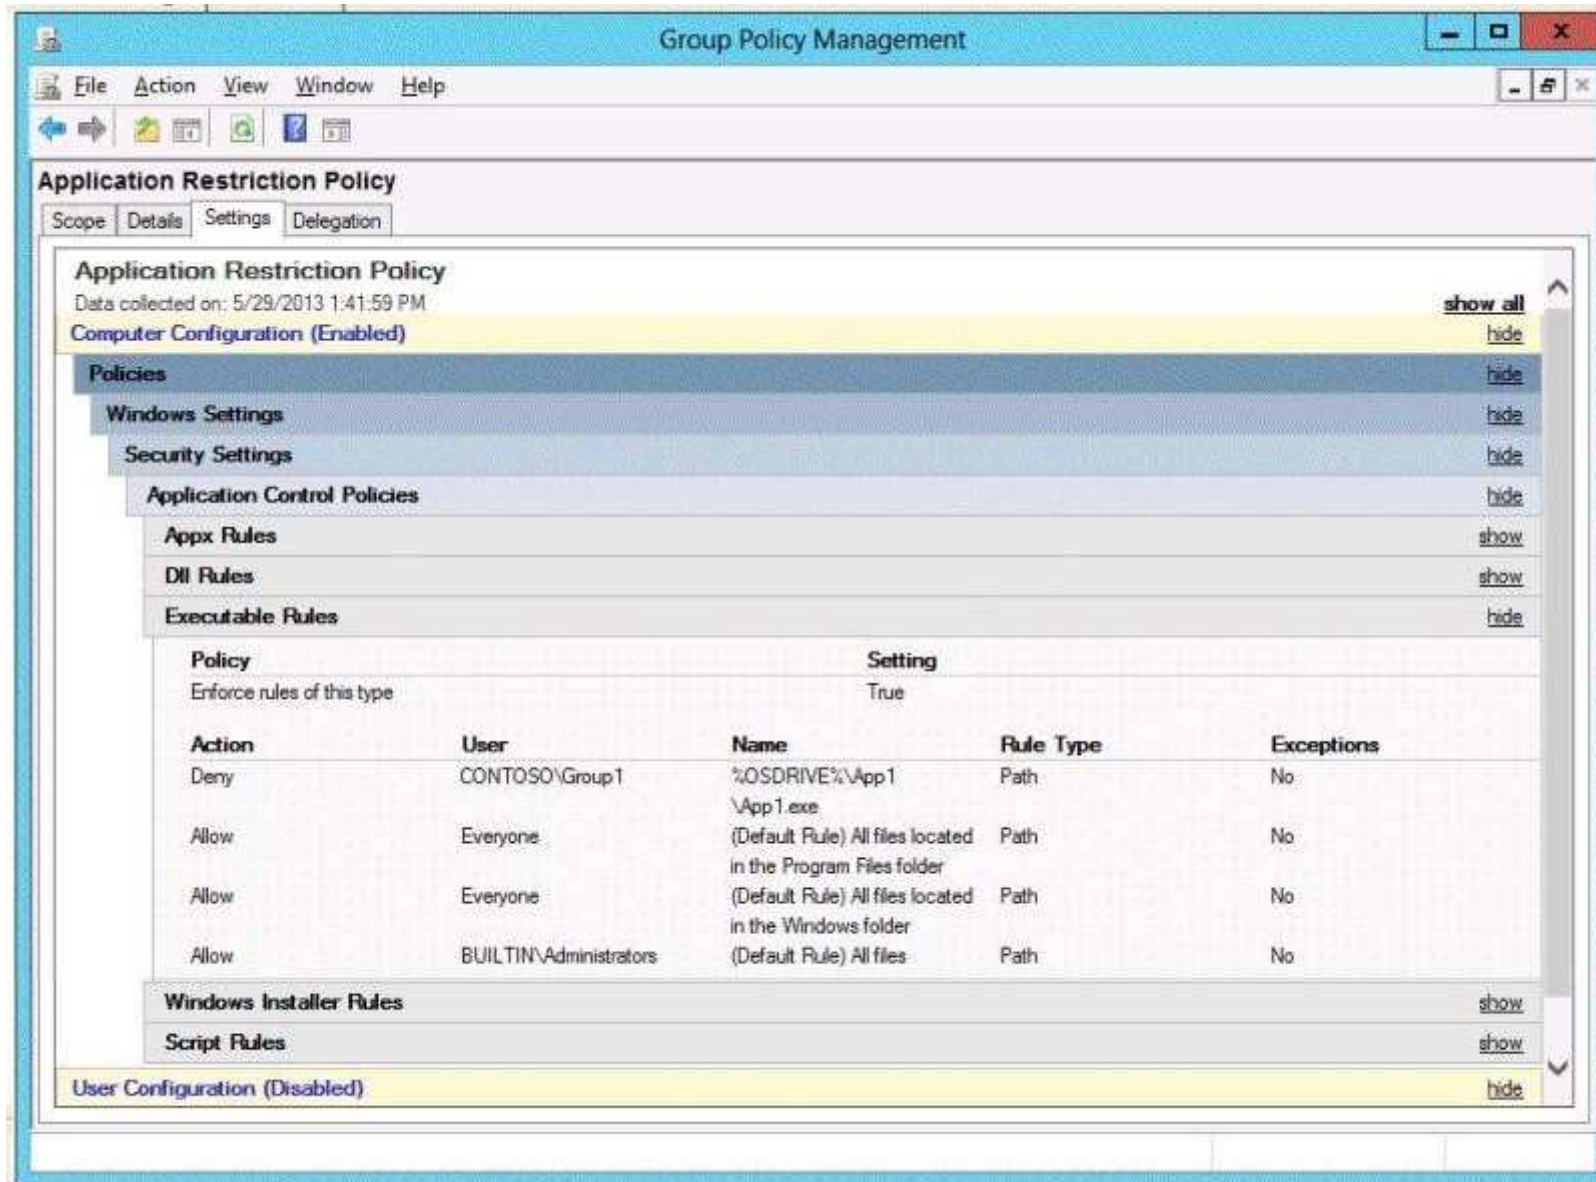 Group Policy Management
File Action View Window Help
Application Restriction Policy
Scope Details Settings Delegation
Application Restriction Policy
Data collected on: 5/29/2013 1:41:59 PM
show all
Computer Configuration (Enabled) hide
Policies hide
Windows Settings hide
Security Settings hide
Application Control Policies hide
Appx Rules show
Dll Rules show
Executable Rules hide
Policy Setting
Enforce rules of this type True
Action User Name Rule Type Exceptions
Deny CONTOSO\Group1 %OSDRIVE%\App1 Path No
\App1.exe
Allow Everyone (Default Rule) All files located Path No
in the Program Files folder
Allow Everyone (Default Rule) All files located Path No
in the Windows folder
Allow BUILTIN\Administrators (Default Rule) All files Path No
Windows Installer Rules show
Script Rules show
User Configuration (Disabled) hide